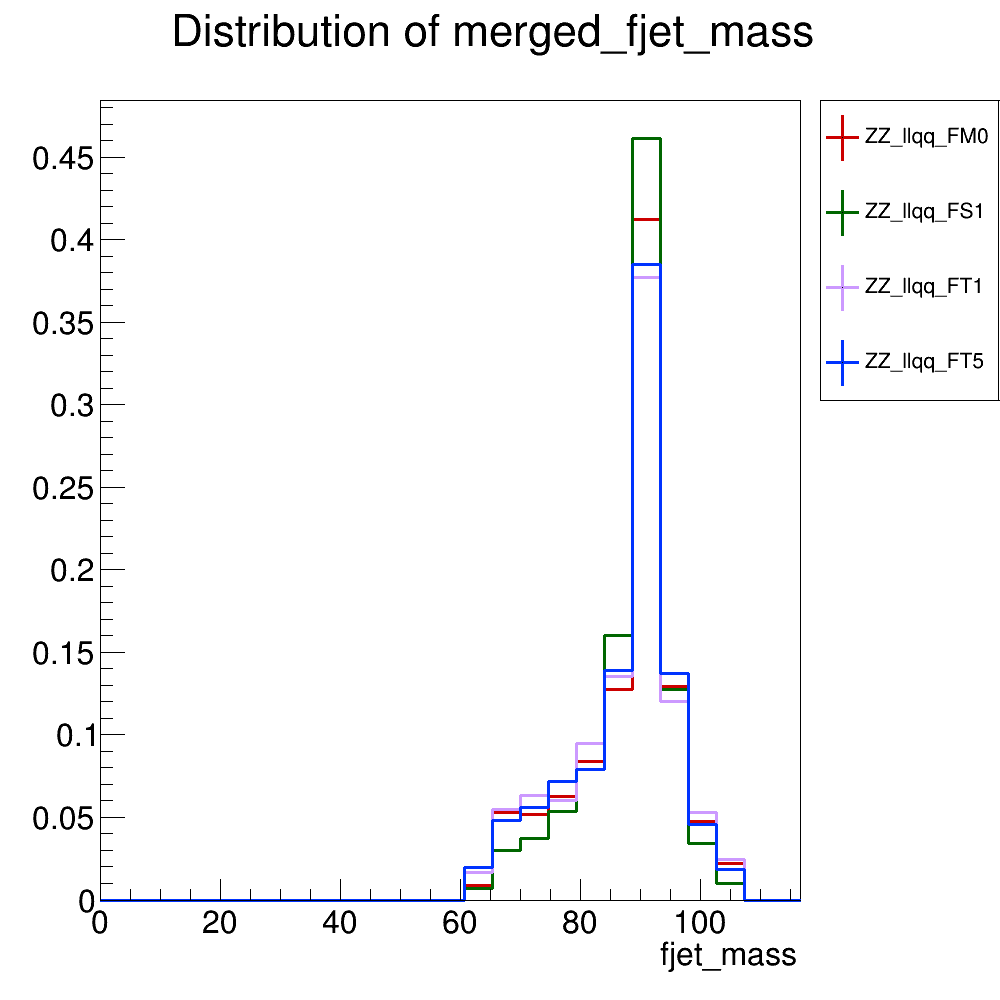 Distribution of merged_fjet_mass
0.45
0.4
0.35
0.3
0.25
0.2
0.15
0.1
0.05
0
0 20 40 60 80 100
fjet_mass
ZZ_llqq_FM0
ZZ_llqq_FS1
ZZ_llqq_FT1
ZZ_llqq_FT5